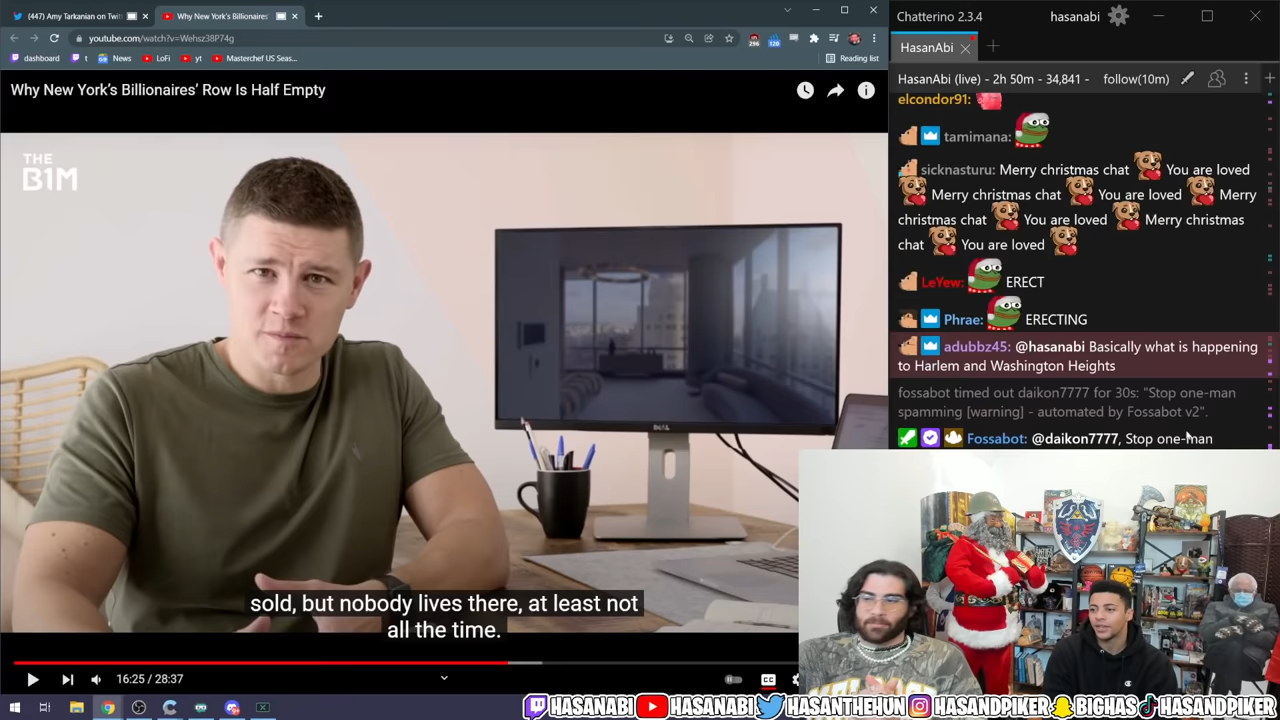 (447) Amy Tarkanian on Twit
Why New York's Billionaires'
youtube.com/watch?v=Wehsz38P74g
296
128
dashboard
t
News
LoFi
yt
Masterchef US Seas...
Reading list
Why New York's Billionaires' Row Is Half Empty
THE
B1M
DELL
sold, but nobody lives there, at least not
all the time.
16:25 / 28:37
CC
Chatterino 2.3.4
hasanabi
HasanAbi
HasanAbi (live) - 2h 50m - 34,841 -
follow(10m)
elcondor91:
tamimana:
sicknasturu: Merry christmas chat You are loved
Merry christmas chat You are loved Merry
christmas chat You are loved Merry christmas
chat You are loved
LeYew: ERECT
Phrae: ERECTING
adubbz45: @hasanabi Basically what is happening
to Harlem and Washington Heights
fossabot timed out daikon7777 for 30s: "Stop one-man
spamming [warning] - automated by Fossabot v2".
Fossabot: @daikon7777, Stop one-man
HASANABI
HASANABI
HASANTHEHUN
HASANDPIKER
BIGHAS
HASANDPIKER